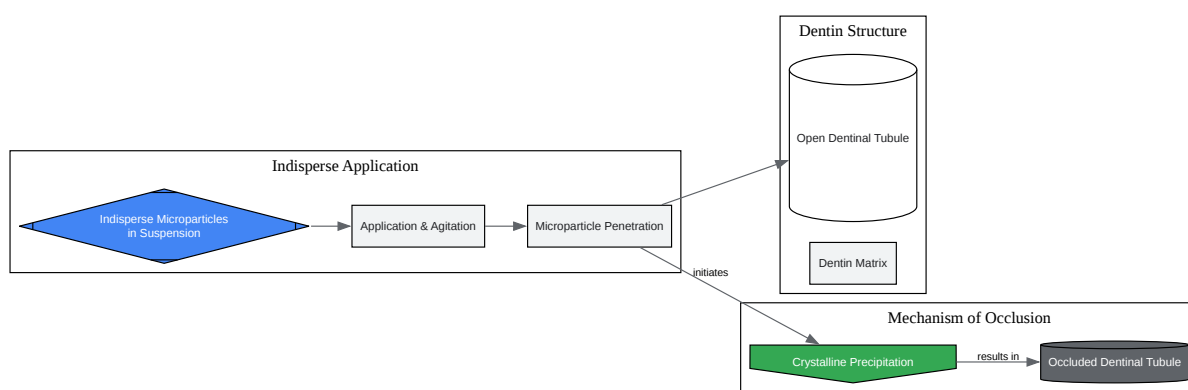 Dentin Structure
Open Dentinal Tubule
Indisperse Application
Indisperse Microparticles
in Suspension
Application & Agitation
Microparticle Penetration
Dentin Matrix
initiates
Mechanism of Occlusion
Crystalline Precipitation
results in
Occluded Dentinal Tubule